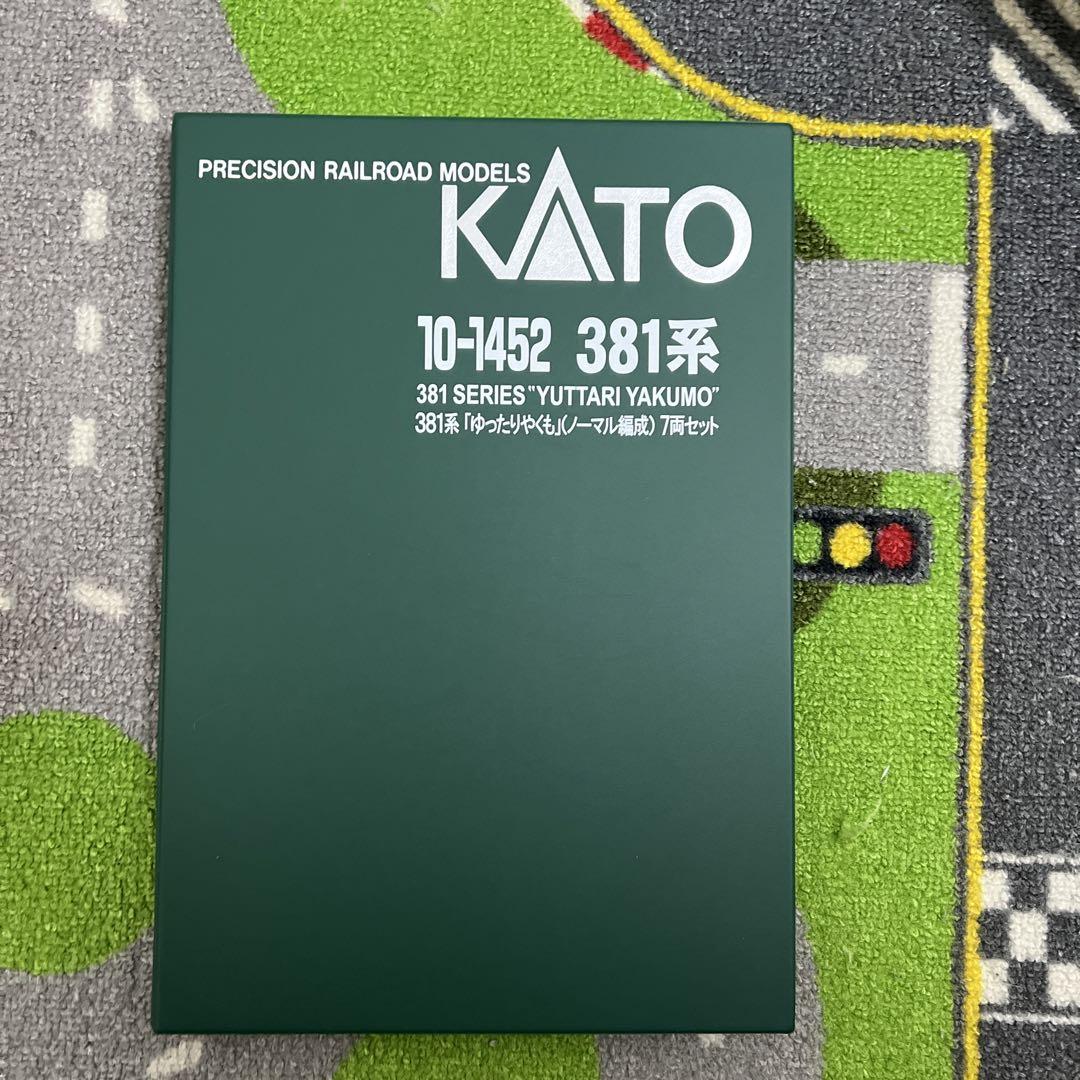 PRECISION RAILROAD MODELS
KATO
10-1452 381系
381 SERIES "YUTTARI YAKUMO"
381系「ゆったりやくも」(ノーマル編成) 7両セット